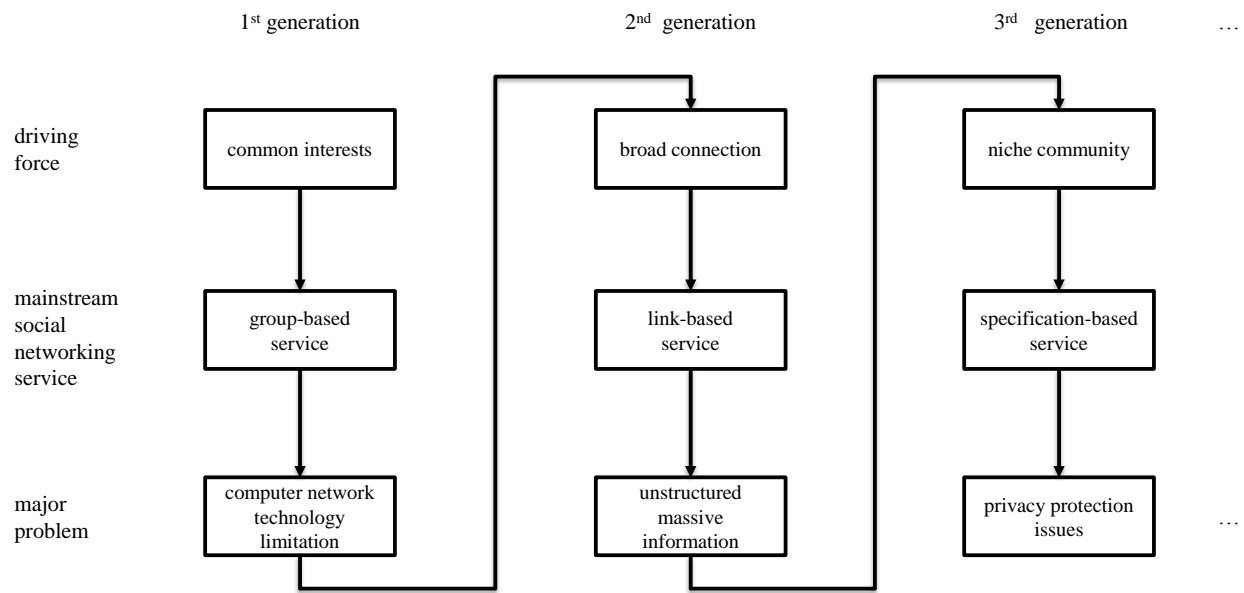 1st generation
2nd generation
3rd generation
…
driving
force
common interests
broad connection
niche community
mainstream
social
networking
service
group-based
service
link-based
service
specification-based
service
major
problem
computer network
technology
limitation
unstructured
massive
information
privacy protection
issues
…